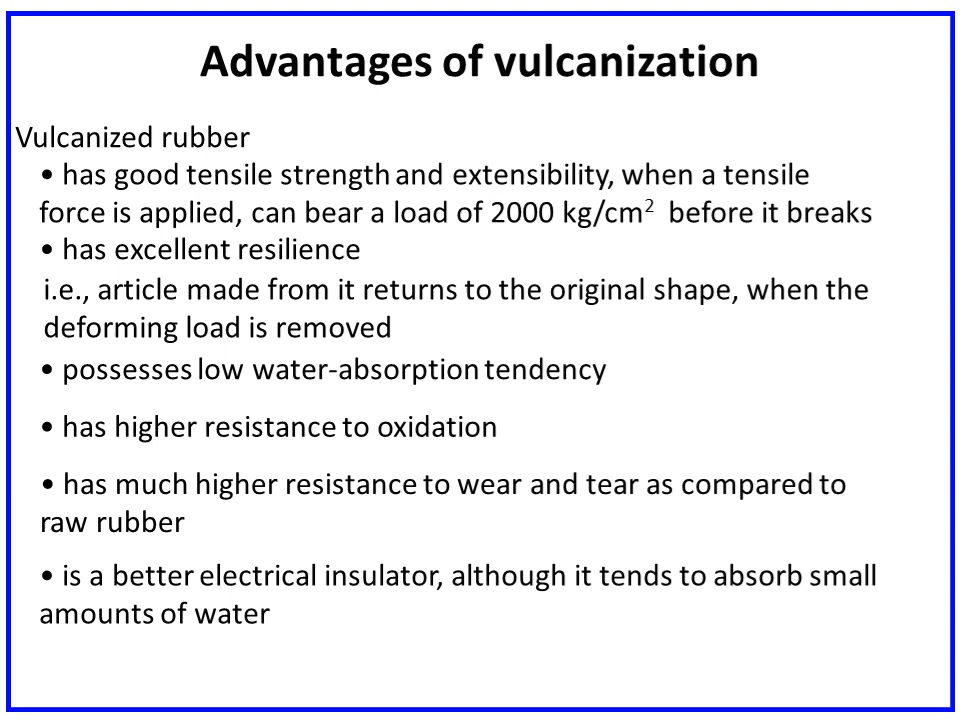 Advantages of vulcanization
Vulcanized rubber
• has good tensile strength and extensibility, when a tensile
force is applied, can bear a load of 2000 kg/cm² before it breaks
• has excellent resilience
i.e., article made from it returns to the original shape, when the
deforming load is removed
• possesses low water-absorption tendency
• has higher resistance to oxidation
• has much higher resistance to wear and tear as compared to
raw rubber
• is a better electrical insulator, although it tends to absorb small
amounts of water